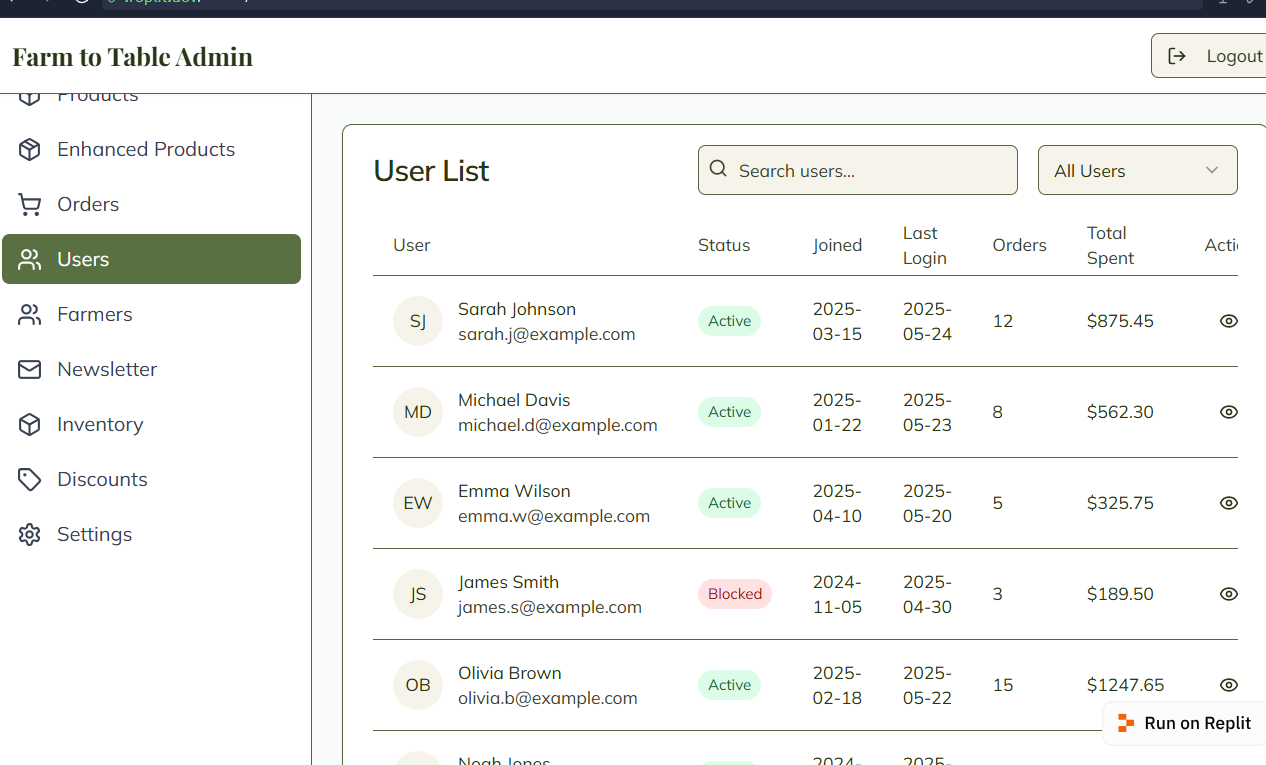 Farm to Table Admin
Logout
Products
Enhanced Products
Orders
Users
Farmers
Newsletter
Inventory
Discounts
Settings
User List
Search users...
All Users
User
Status
Joined
Last
Login
Orders
Total
Spent
Acti
SJ
Sarah Johnson
sarah.j@example.com
Active
2025-
03-15
2025-
05-24
12
$875.45
MD
Michael Davis
michael.d@example.com
Active
2025-
01-22
2025-
05-23
8
$562.30
EW
Emma Wilson
emma.w@example.com
Active
2025-
04-10
2025-
05-20
5
$325.75
JS
James Smith
james.s@example.com
Blocked
2024-
11-05
2025-
04-30
3
$189.50
OB
Olivia Brown
olivia.b@example.com
Active
2025-
02-18
2025-
05-22
15
$1247.65
Run on Replit
Noah Jones
2024-
2025-